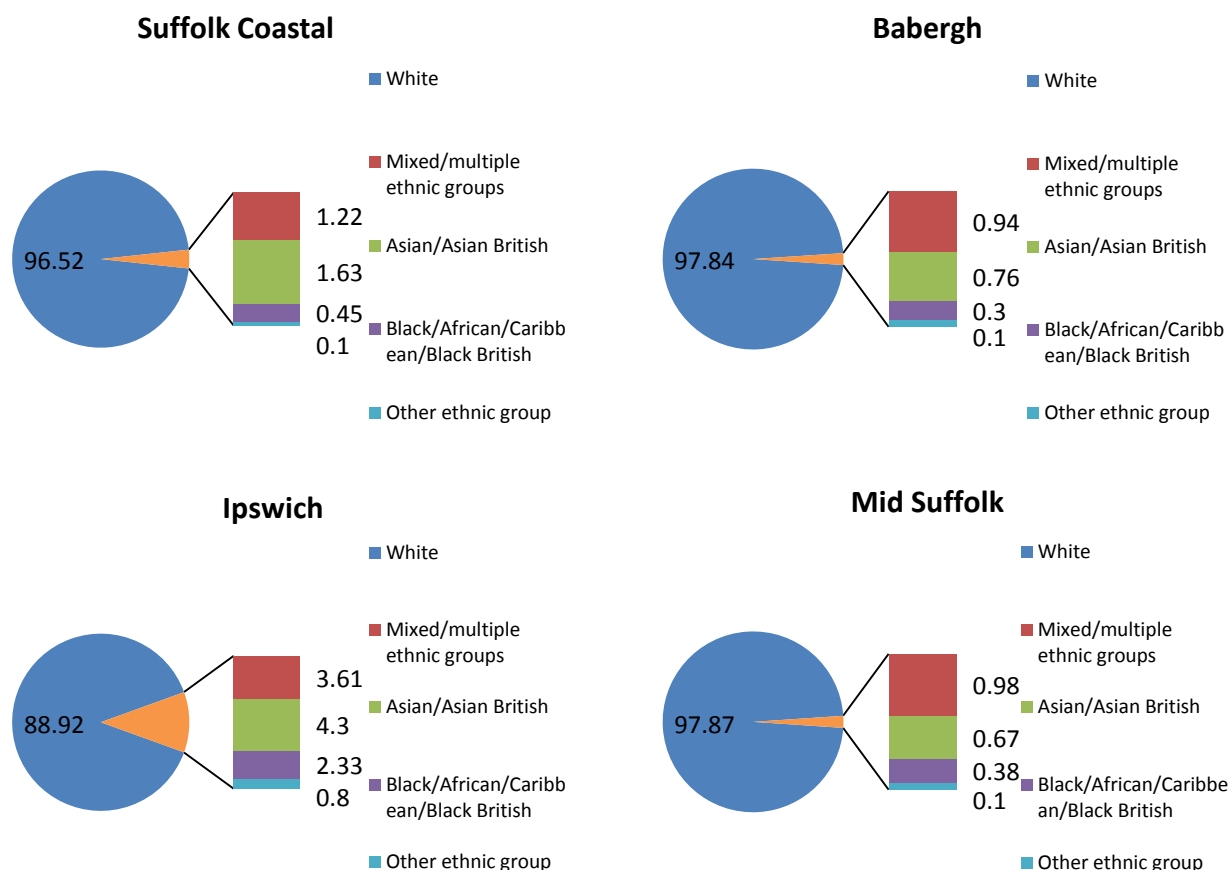 Suffolk Coastal
White
Mixed/multiple
ethnic groups
Asian/Asian British
Black/African/Caribb
ean/Black British
Other ethnic group
96.52
1.22
1.63
0.45
0.1
Babergh
White
Mixed/multiple
ethnic groups
Asian/Asian British
Black/African/Caribb
ean/Black British
Other ethnic group
97.84
0.94
0.76
0.3
0.1
Ipswich
White
Mixed/multiple
ethnic groups
Asian/Asian British
Black/African/Caribb
ean/Black British
Other ethnic group
88.92
3.61
4.3
2.33
0.8
Mid Suffolk
White
Mixed/multiple
ethnic groups
Asian/Asian British
Black/African/Caribbe
an/Black British
Other ethnic group
97.87
0.98
0.67
0.38
0.1